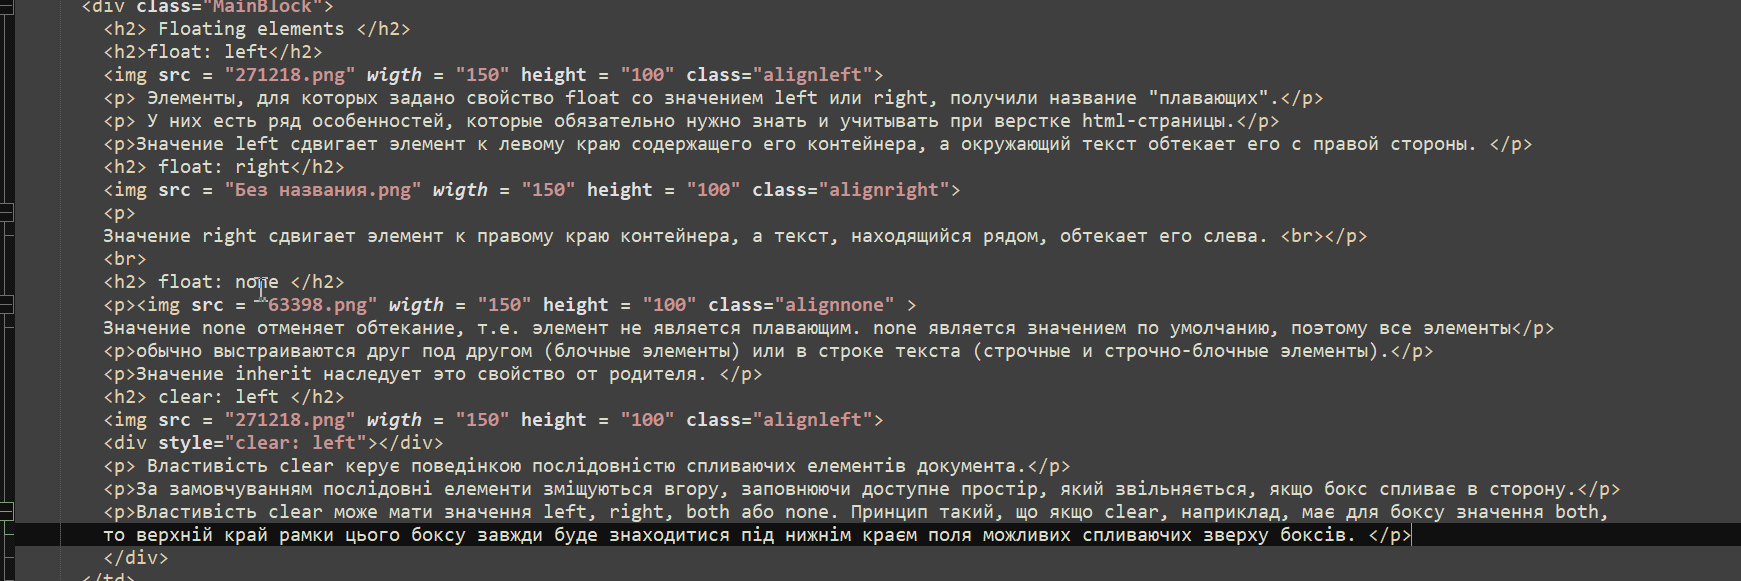 <div class="MainBlock">
<h2> Floating elements </h2>
<h2>float: left</h2>
<img src = "271218.png" wigth = "150" height = "100" class="alignleft">
<p> Элементы, для которых задано свойство float со значением left или right, получили название "плавающих".</p>
<p> У них есть ряд особенностей, которые обязательно нужно знать и учитывать при верстке html-страницы.</p>
<p>Значение left сдвигает элемент к левому краю содержащего его контейнера, а окружающий текст обтекает его с правой стороны. </p>
<h2> float: right</h2>
<img src = "Без названия.png" wigth = "150" height = "100" class="alignright">
<p>
Значение right сдвигает элемент к правому краю контейнера, а текст, находящийся рядом, обтекает его слева. <br></p>
<br>
<h2> float: none </h2>
<p><img src = "63398.png" wigth = "150" height = "100" class="alignnone" >
Значение none отменяет обтекание, т.е. элемент не является плавающим. none является значением по умолчанию, поэтому все элементы</p>
<p>обычно выстраиваются друг под другом (блочные элементы) или в строке текста (строчные и строчно-блочные элементы).</p>
<p>Значение inherit наследует это свойство от родителя. </p>
<h2> clear: left </h2>
<img src = "271218.png" wigth = "150" height = "100" class="alignleft">
<div style="clear: left"></div>
<p> Властивість clear керує поведінкою послідовністю спливаючих елементів документа.</p>
<p>За замовчуванням послідовні елементи зміщуються вгору, заповнюючи доступне простір, який звільняється, якщо бокс спливає в сторону.</p>
<p>Властивість clear може мати значення left, right, both або none. Принцип такий, що якщо clear, наприклад, має для боксу значення both,
то верхній край рамки цього боксу завжди буде знаходитися під нижнім краєм поля можливих спливаючих зверху боксів. </p>
</div>
</td>